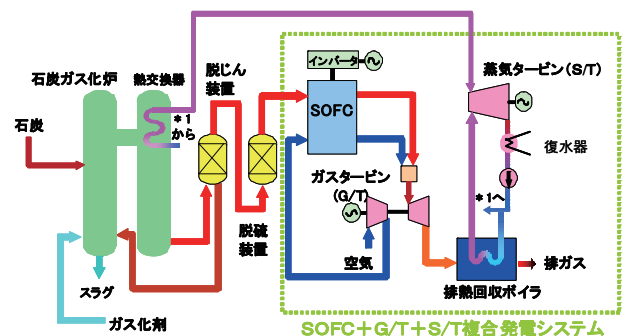 石炭ガス化炉
熱交換器
脱じん
装置
石炭
*1
から
脱硫
装置
スラグ
ガス化剤
インバータ
SOFC
ガスタービン
(G/T)
空気
蒸気タービン(S/T)
復水器
*1へ
排ガス
排熱回収ボイラ
SOFC+G/T+S/T複合発電システム